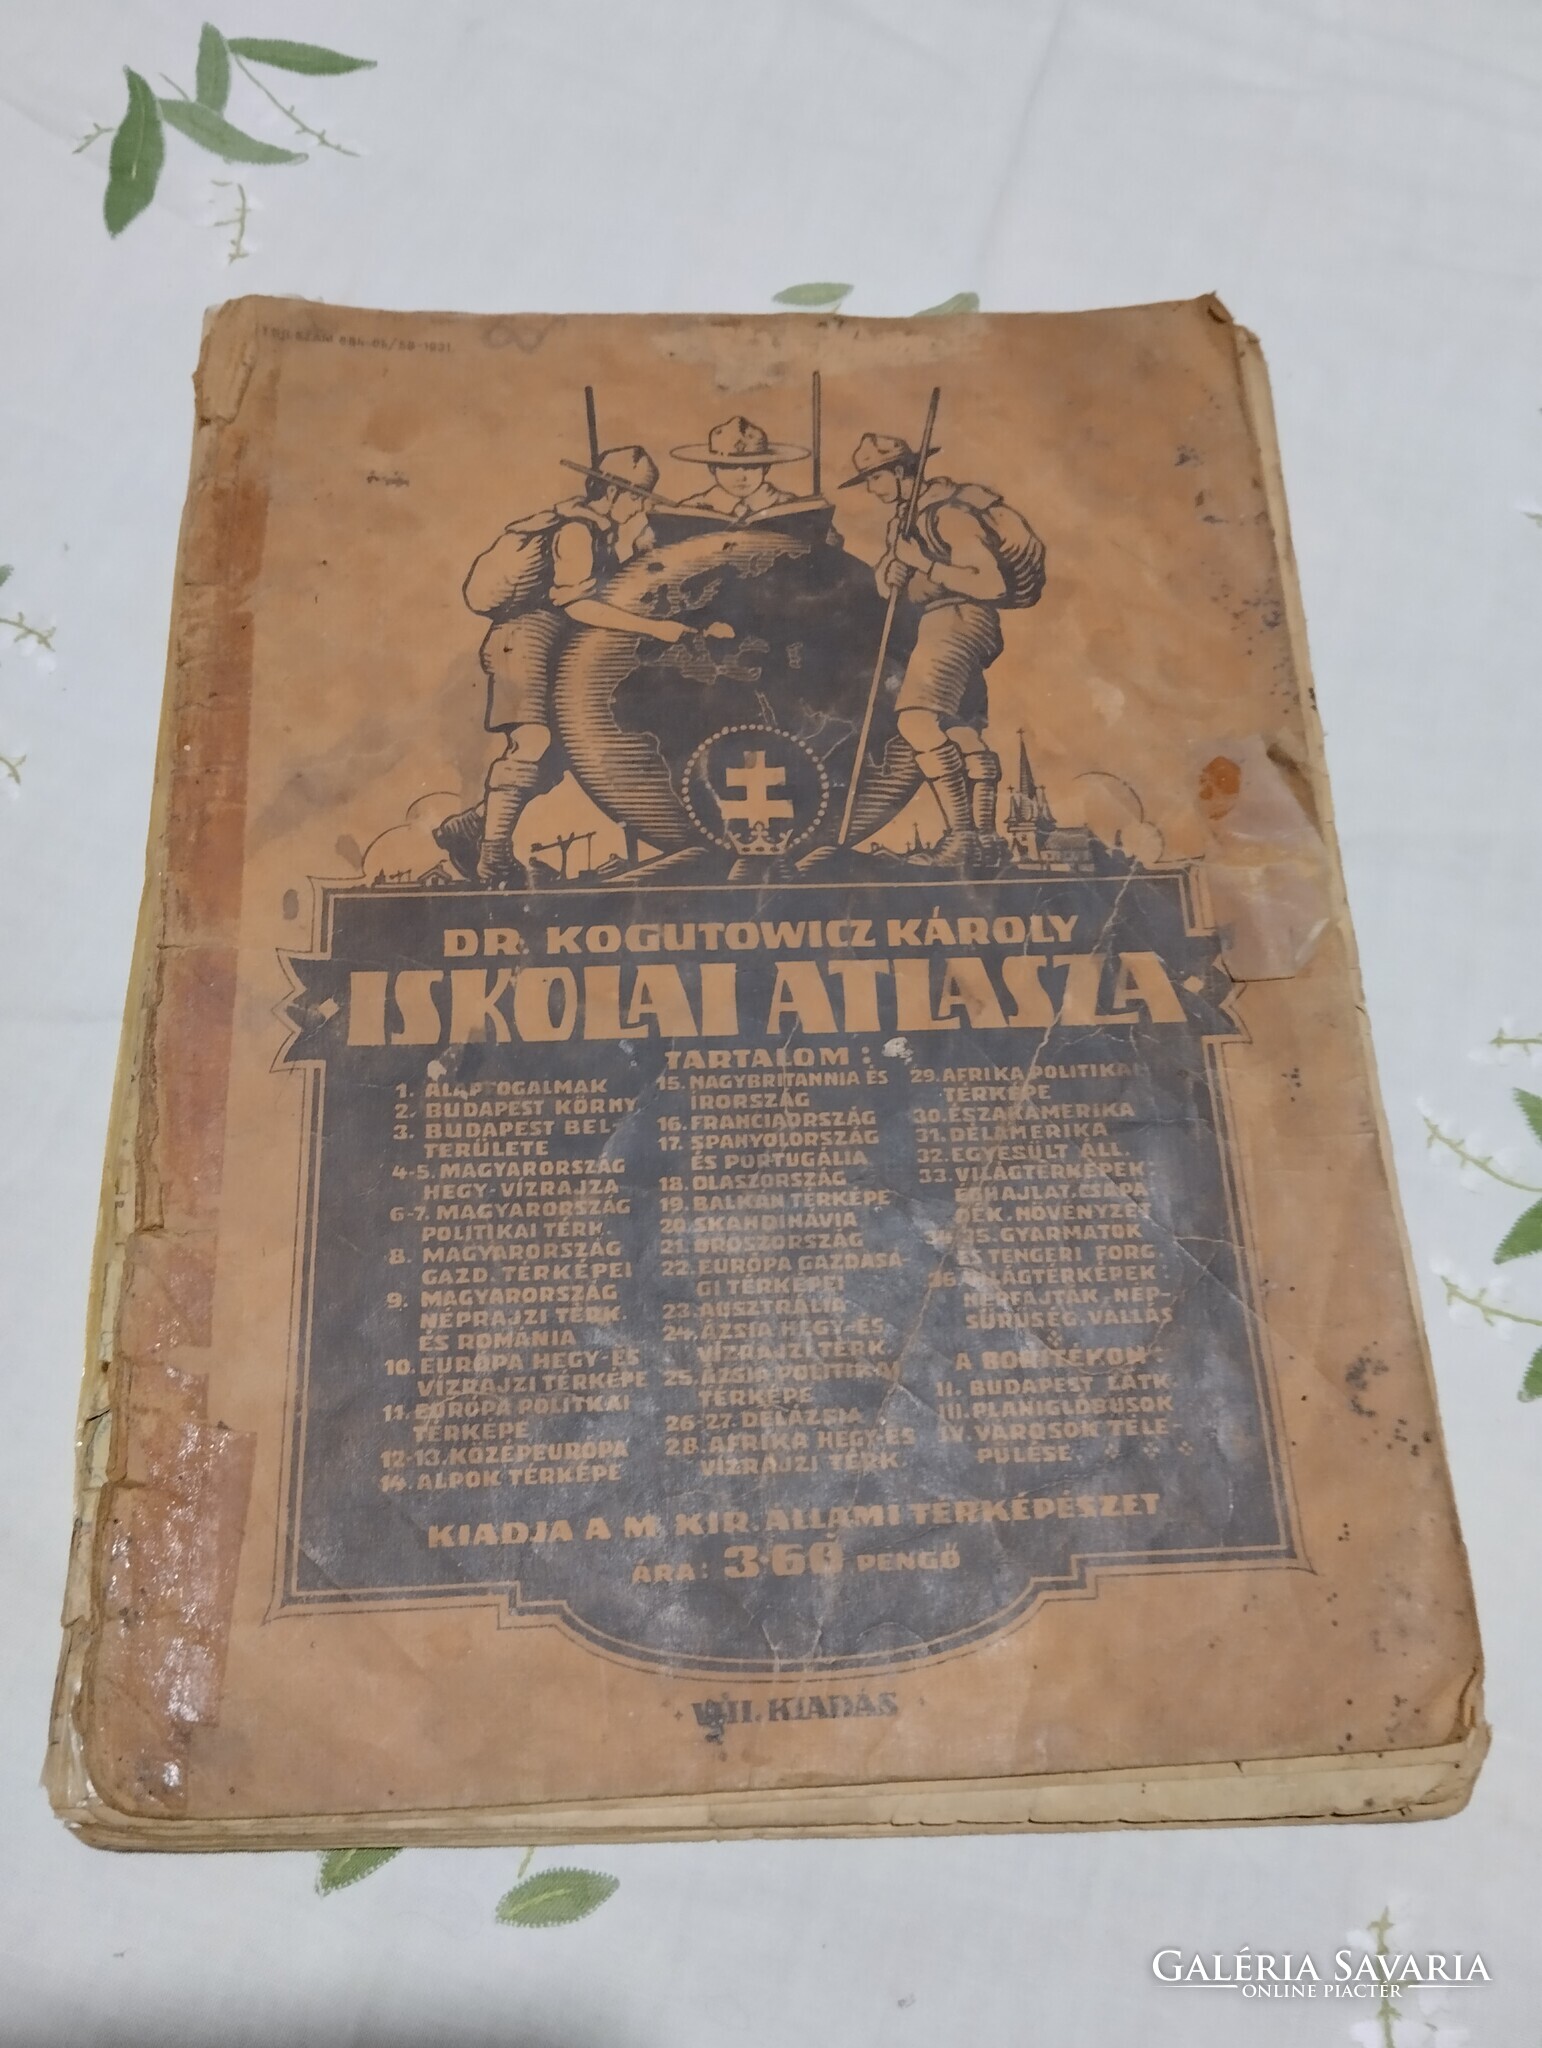 DR. KOGUTOWICZ KÁROLY
ISKOLAI ATLASZA
TARTALOM:
1. ALAPFOGALMAK
2. BUDAPEST KÖRNY
3. BUDAPEST BEL-
TERÜLETE
4-5. MAGYARORSZÁG
HEGY-VÍZRAJZA
6-7. MAGYARORSZÁG
POLITIKAI TÉRK.
8. MAGYARORSZÁG
GAZD. TÉRKÉPEI
9. MAGYARORSZÁG
NÉPRAJZI TÉRK.
ÉS ROMÁNIA
10. EURÓPA HEGY-ÉS
VÍZRAJZI TÉRKÉPE
11. EURÓPA POLITKAI
TÉRKÉPE
12-13. KÖZÉPEURÓPA
14. ALPOK TÉRKÉPE
15. NAGYBRITANNIA ÉS
ÍRORSZÁG
16. FRANCIAORSZÁG
17. SPANYOLORSZÁG
ÉS PORTUGÁLIA
18. OLASZORSZÁG
19. BALKÁN TÉRKÉPE
20. SKANDINÁVIA
21. OROSZORSZÁG
22. EURÓPA GAZDASÁ
GI TÉRKÉPEI
23. AUSZTRÁLIA
24. ÁZSIA HEGY-ÉS
VÍZRAJZI TÉRK.
25. ÁZSIA POLITIKAI
TÉRKÉPE
26-27. DÉLÁZSIA
28. AFRIKA HEGY-ÉS
VÍZRAJZI TÉRK.
29. AFRIKA POLITIKAI
TÉRKÉPE
30. ÉSZAKAMERIKA
31. DÉLAMERIKA
32. EGYESÜLT ÁLL.
33. VILÁGTÉRKÉPEK:
ÉGHAJLAT, CSAPA-
DÉK, NÖVÉNYZET
34-35. GYARMATOK
ÉS TENGERI FORG.
36. VILÁGTÉRKÉPEK:
NÉPFAJTÁK, NÉP-
SŰRŰSÉG, VALLÁS
A BORÍTÉKON:
II. BUDAPEST LÁTK.
III. PLANIGLÓBUSOK
IV. VÁROSOK TELE-
PÜLÉSE
KIADJA A M. KIR. ÁLLAMI TÉRKÉPÉSZET
ÁRA: 3·60 PENGŐ
VIII. KIADÁS
GALÉRIA SAVARIA
ONLINE PIACTÉR